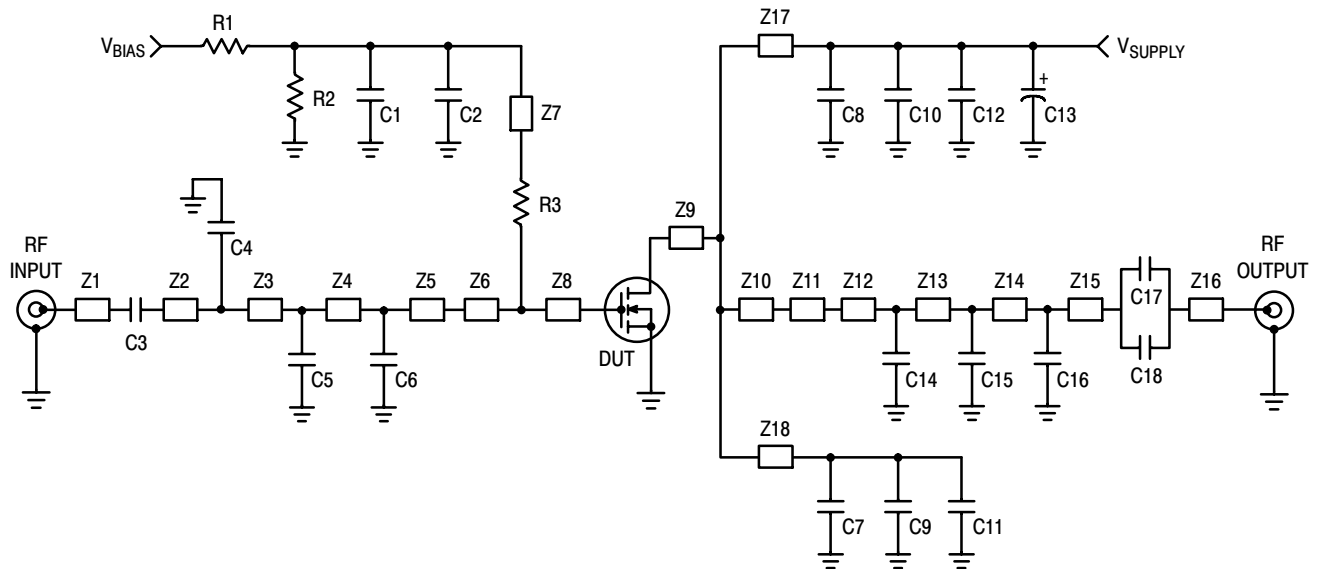 R1
Z17
VBIAS
VSUPPLY
R2
C1
C2
Z7
C8
C10
C12
+
C13
R3
Z9
C4
RF
INPUT
RF
OUTPUT
Z1
Z2
Z3
Z4
Z5
Z6
Z8
Z10
Z11
Z12
Z13
Z14
Z15
C17
Z16
C3
DUT
C18
C5
C6
C14
C15
C16
Z18
C7
C9
C11